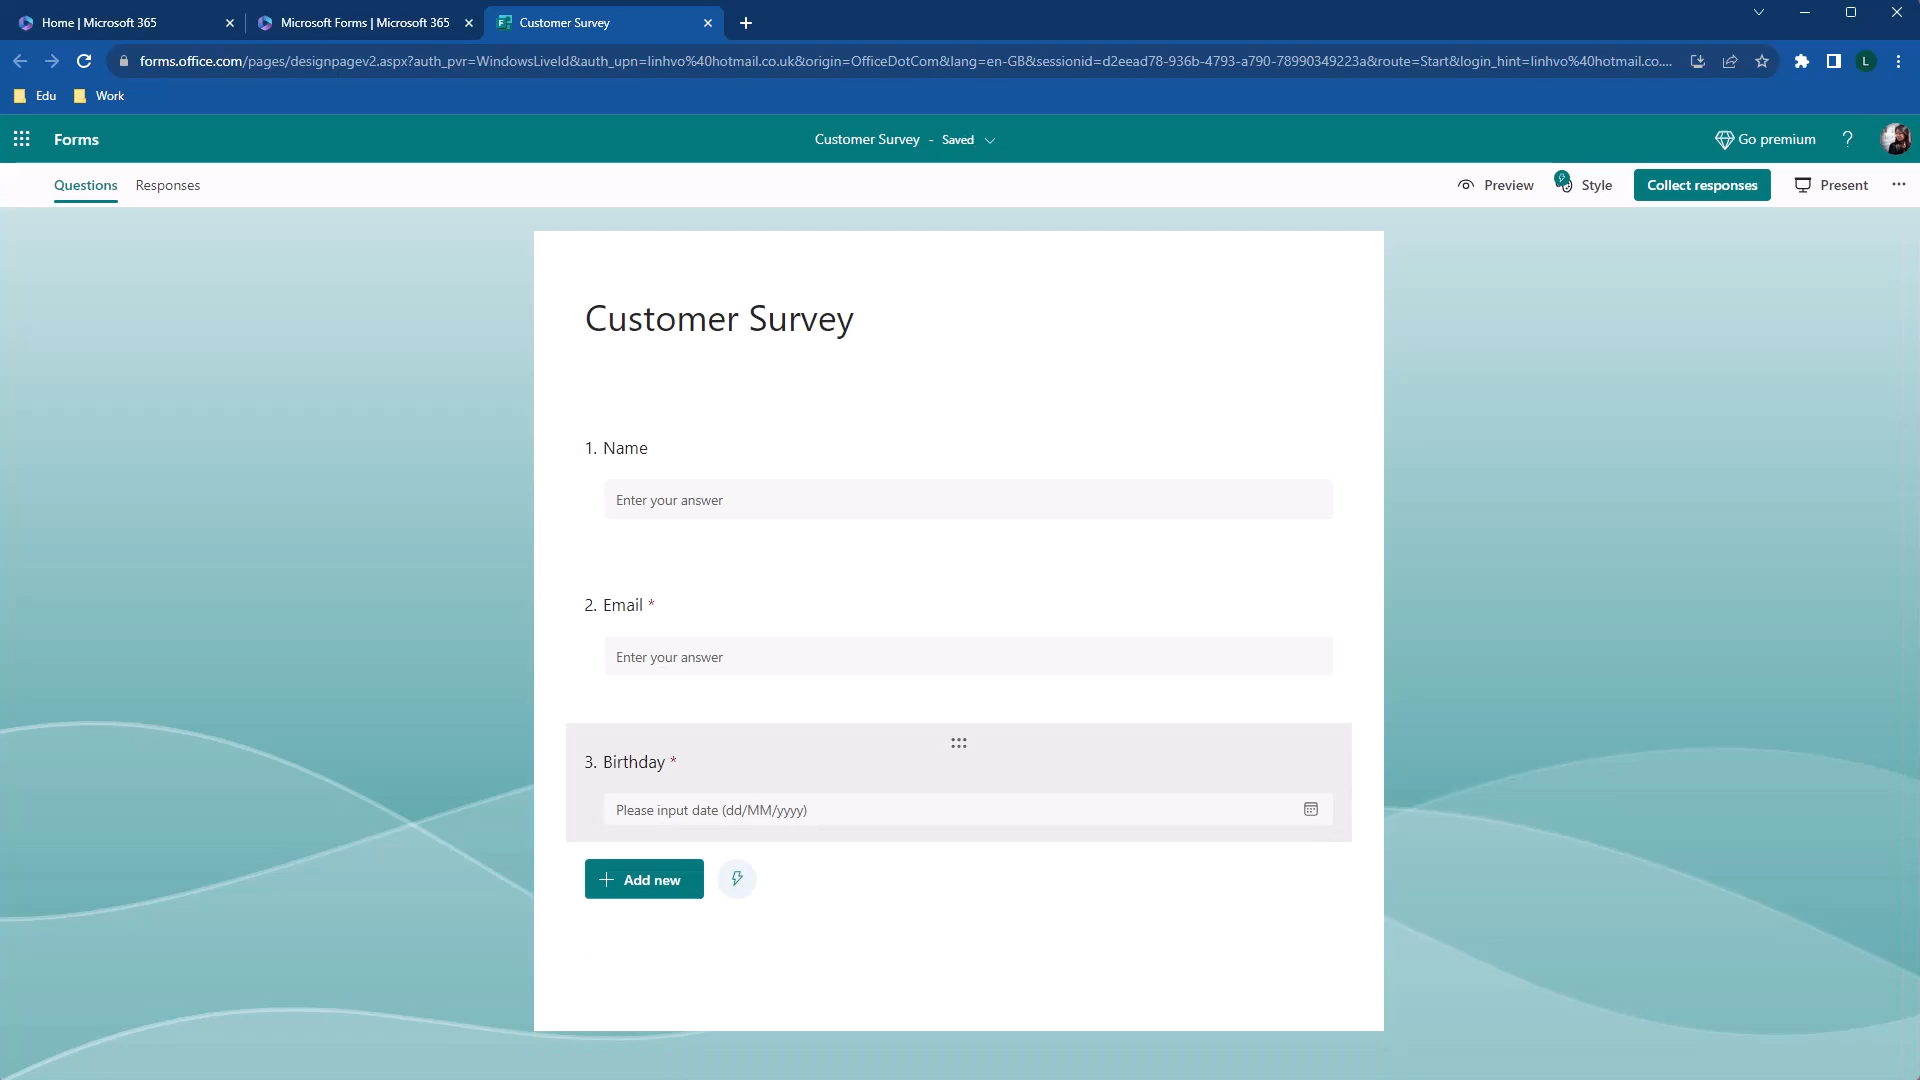 Home | Microsoft 365
Microsoft Forms | Microsoft 365
Customer Survey
forms.office.com/pages/designpagev2.aspx?auth_pvr=WindowsLiveId&auth_upn=linhvo%40hotmail.co.uk&origin=OfficeDotCom&lang=en-GB&sessionid=d2eead78-936b-4793-a790-78990349223a&route=Start&login_hint=linhvo%40hotmail.co....
L
Edu
Work
Forms
Customer Survey - Saved
Go premium
?
Questions
Responses
Preview
Style
Collect responses
Present
Customer Survey
1. Name
Enter your answer
2. Email *
Enter your answer
3. Birthday *
Please input date (dd/MM/yyyy)
Add new